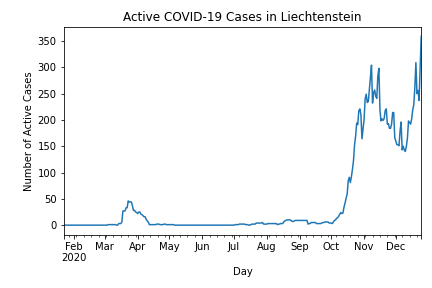 Active COVID-19 Cases in Liechtenstein
Number of Active Cases
350
300
250
200
150
100
50
0
Feb Mar Apr May Jun Jul Aug Sep Oct Nov Dec
2020
Day